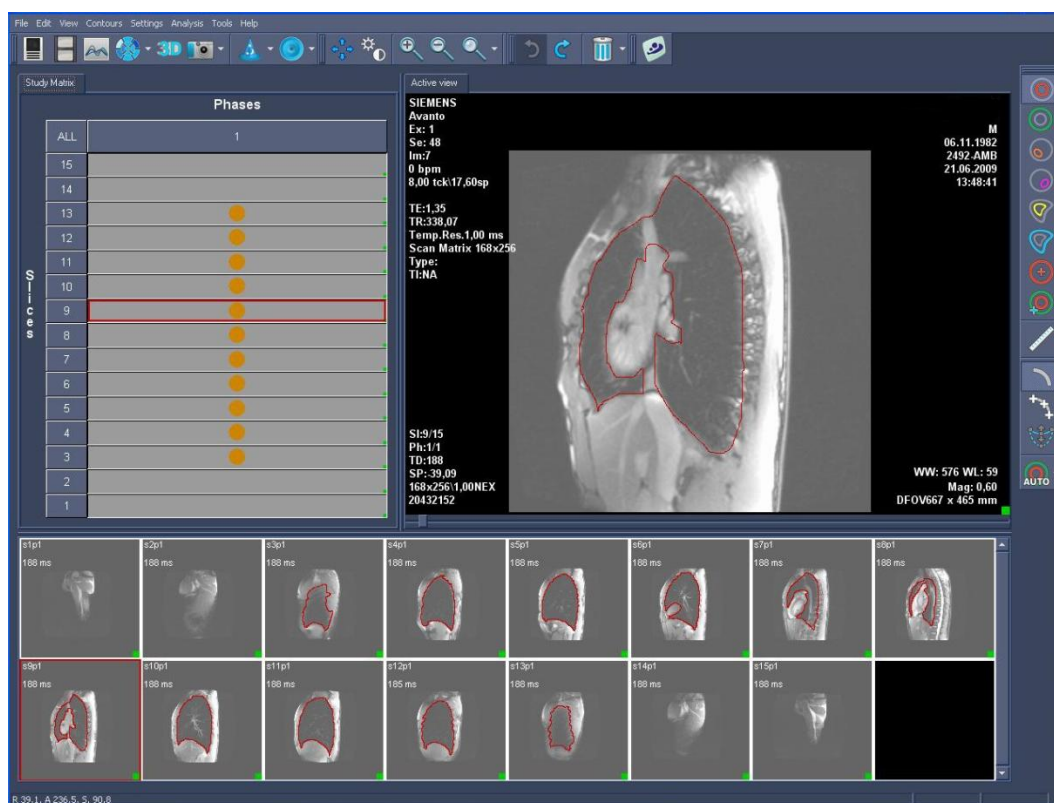 File Edit View Contours Settings Analysis Tools Help
3D
Study Matrix
Phases
ALL 1
15
14
13
12
11
10
9
8
7
6
5
4
3
2
1
Slices
Active view
SIEMENS
Avanto
Ex: 1
Se: 48
Im:7
0 bpm
8,00 tck\17,60sp
TE:1,35
TR:338,07
Temp.Res.1,00 ms
Scan Matrix 168x256
Type:
TI:NA
M
06.11.1982
2492-AMB
21.06.2009
13:48:41
Sl:9/15
Ph:1/1
TD:188
SP:-39,09
168x256\1,00NEX
20432152
WW: 576 WL: 59
Mag: 0,60
DFOV667 x 465 mm
AUTO
s1p1 s2p1 s3p1 s4p1 s5p1 s6p1 s7p1 s8p1
188 ms 188 ms 188 ms 188 ms 188 ms 188 ms 188 ms 188 ms
s9p1 s10p1 s11p1 s12p1 s13p1 s14p1 s15p1
188 ms 188 ms 188 ms 185 ms 188 ms 188 ms 188 ms
R 39.1, A 236.5, S, 90.8